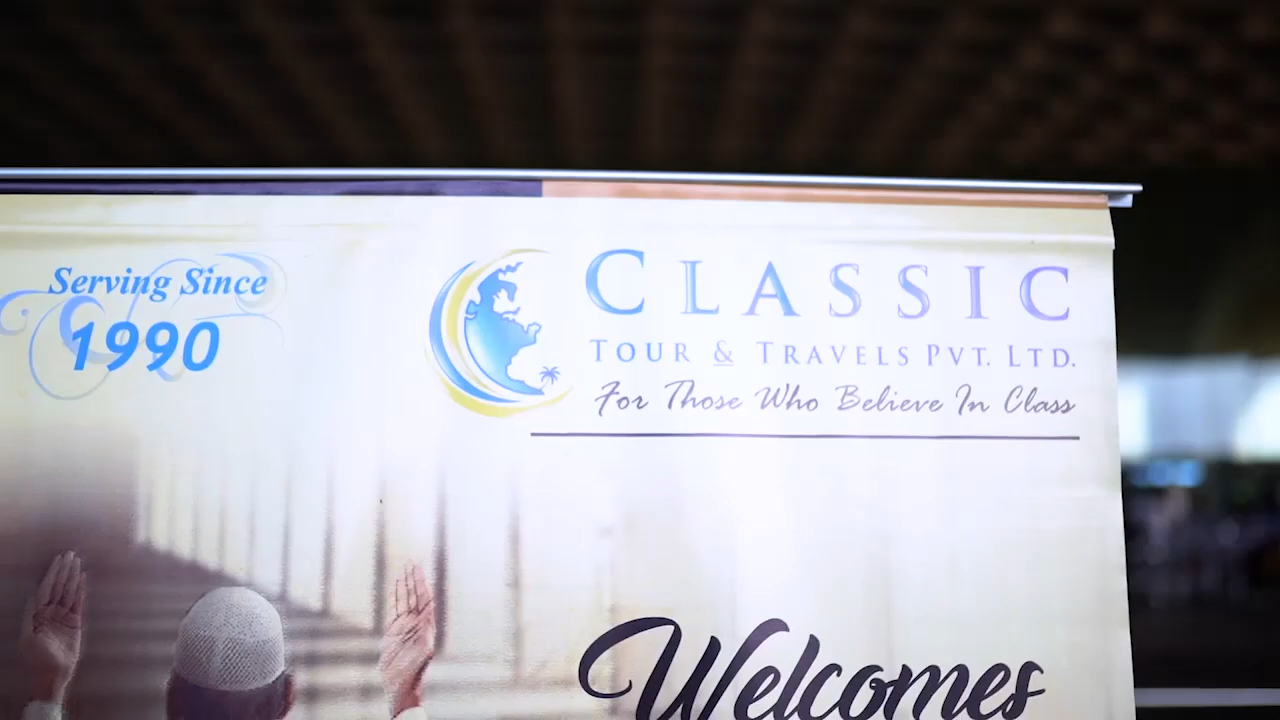 Serving Since
1990
CLASSIC
TOUR & TRAVELS PVT. LTD.
For Those Who Believe In Class
Welcomes